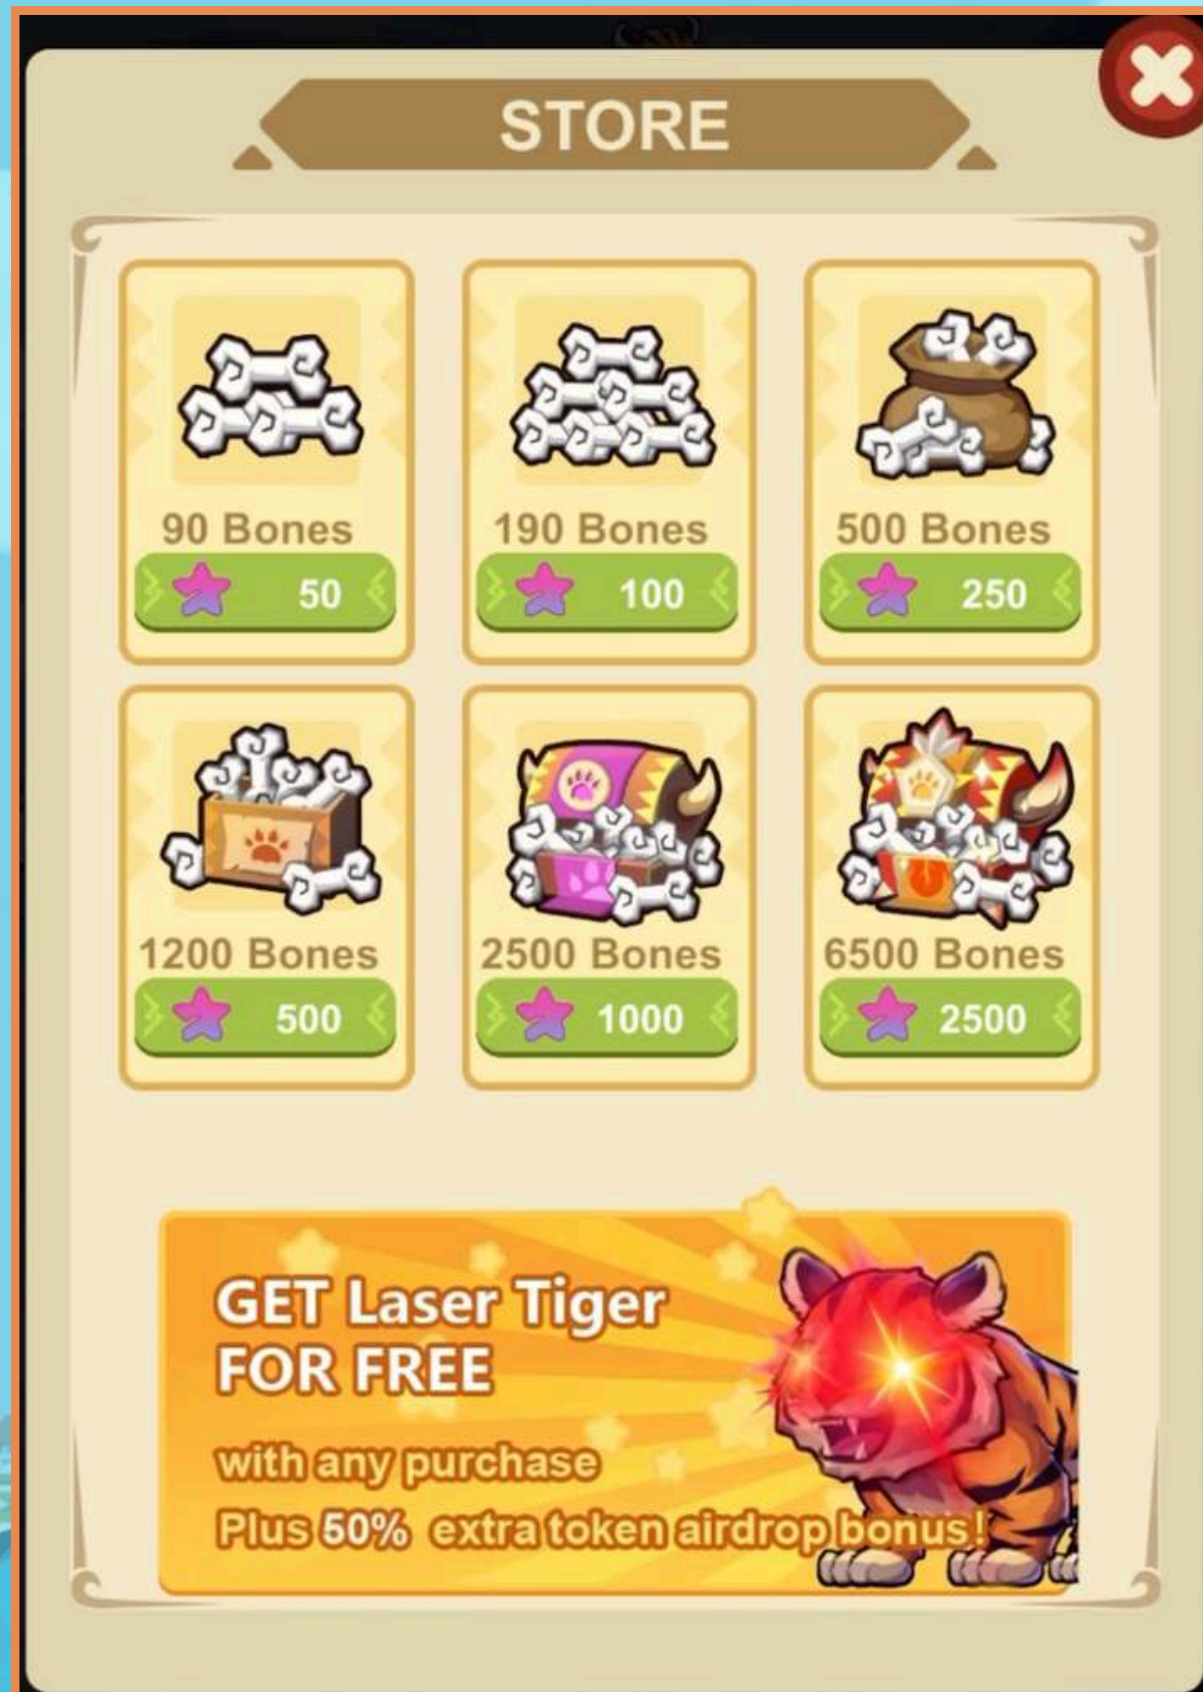 STORE
90 Bones
50
190 Bones
100
500 Bones
250
1200 Bones
500
2500 Bones
1000
6500 Bones
2500
GET Laser Tiger
FOR FREE
with any purchase
Plus 50% extra token airdrop bonus!